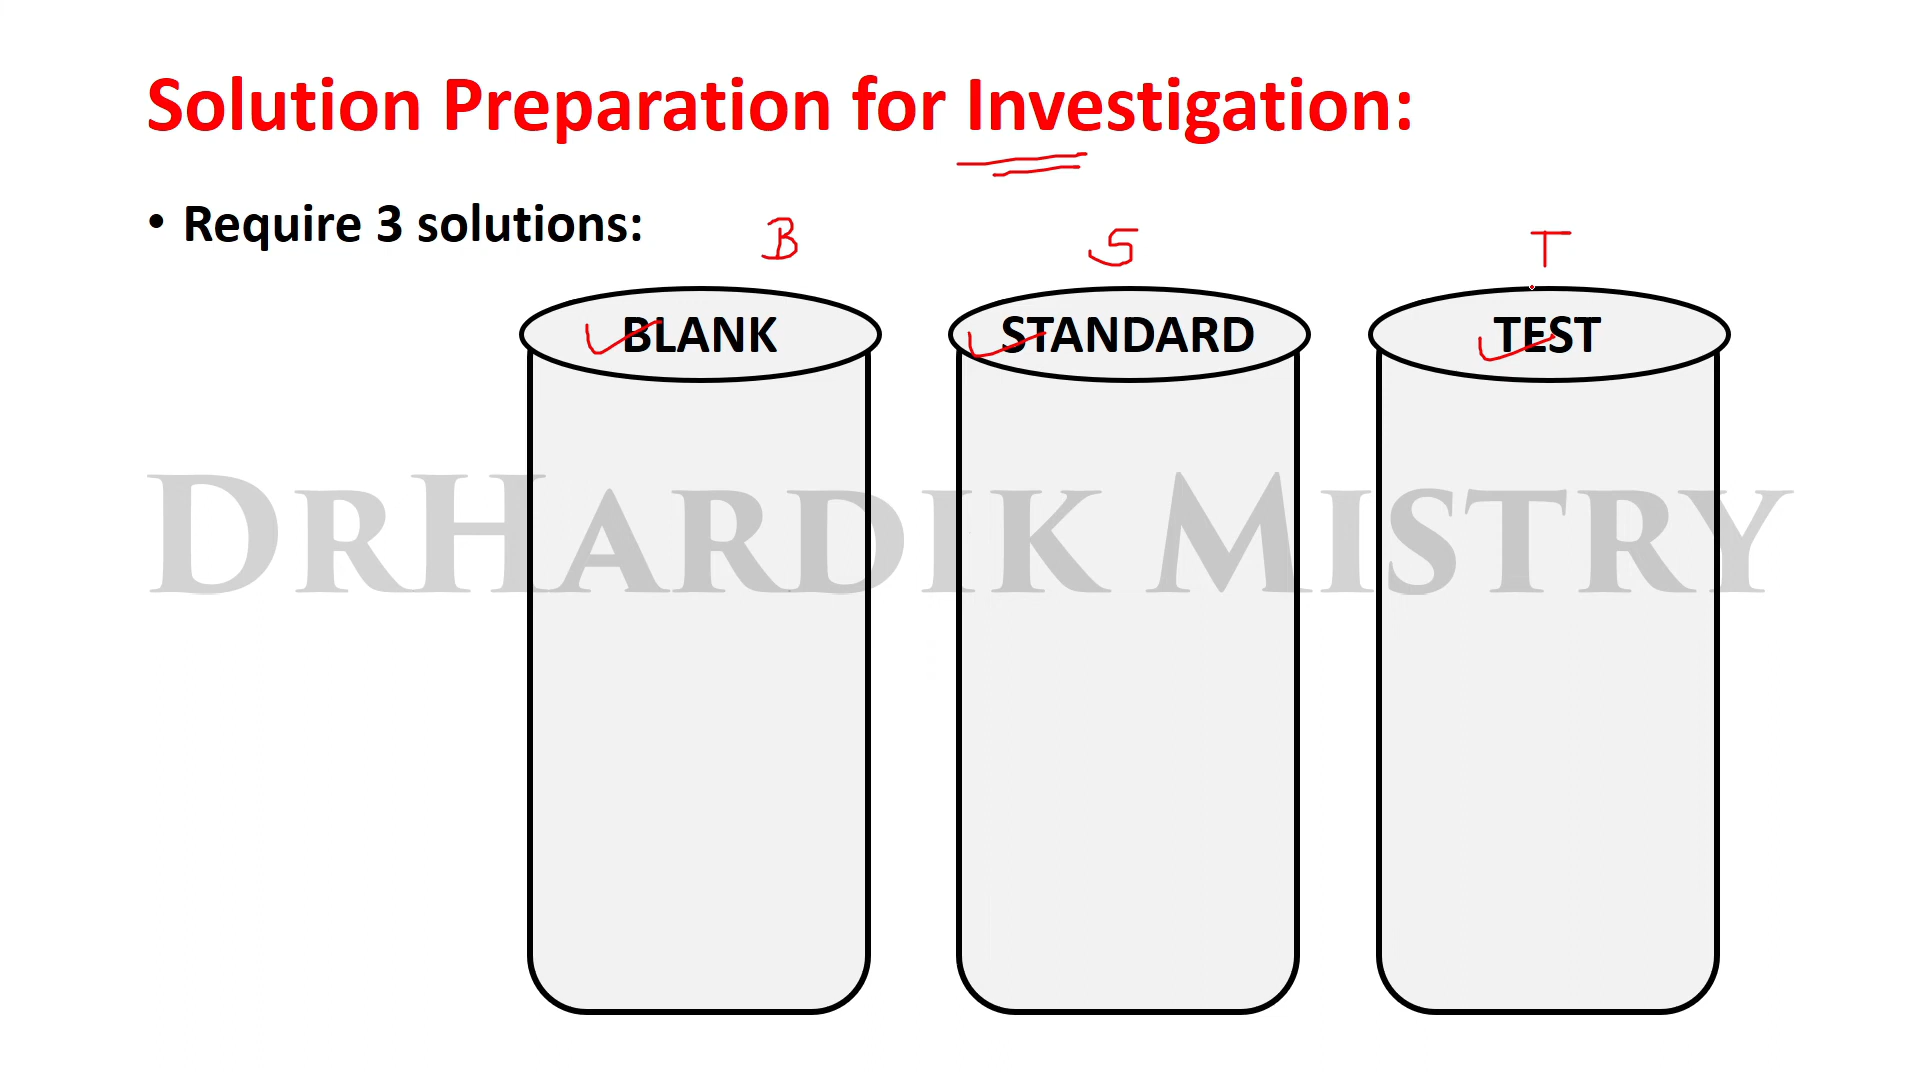 Solution Preparation for Investigation:
• Require 3 solutions:
B S T
BLANK STANDARD TEST
DRHARDIK MISTRY